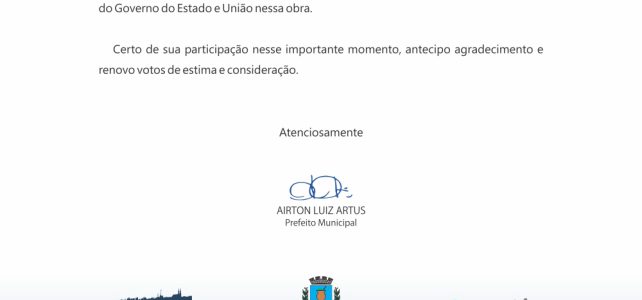 do Governo do Estado e União nessa obra.
Certo de sua participação nesse importante momento, antecipo agradecimento e
renovo votos de estima e consideração.
Atenciosamente
AIRTON LUIZ ARTUS
Prefeito Municipal